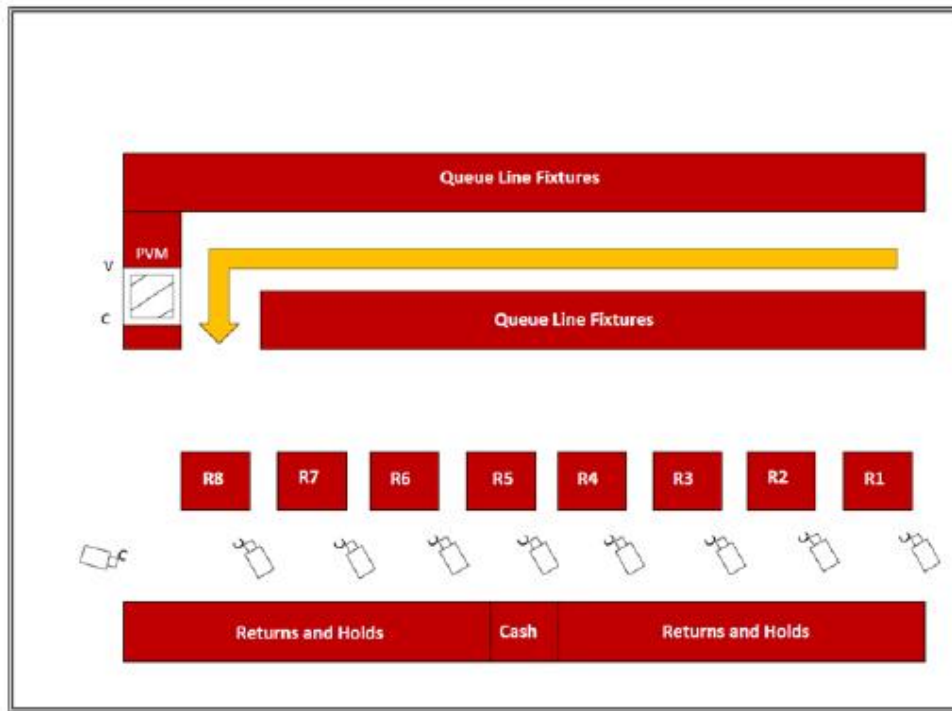 Queue Line Fixtures
PVM
V
C
Queue Line Fixtures
R8 R7 R6 R5 R4 R3 R2 R1
C
Returns and Holds Cash Returns and Holds